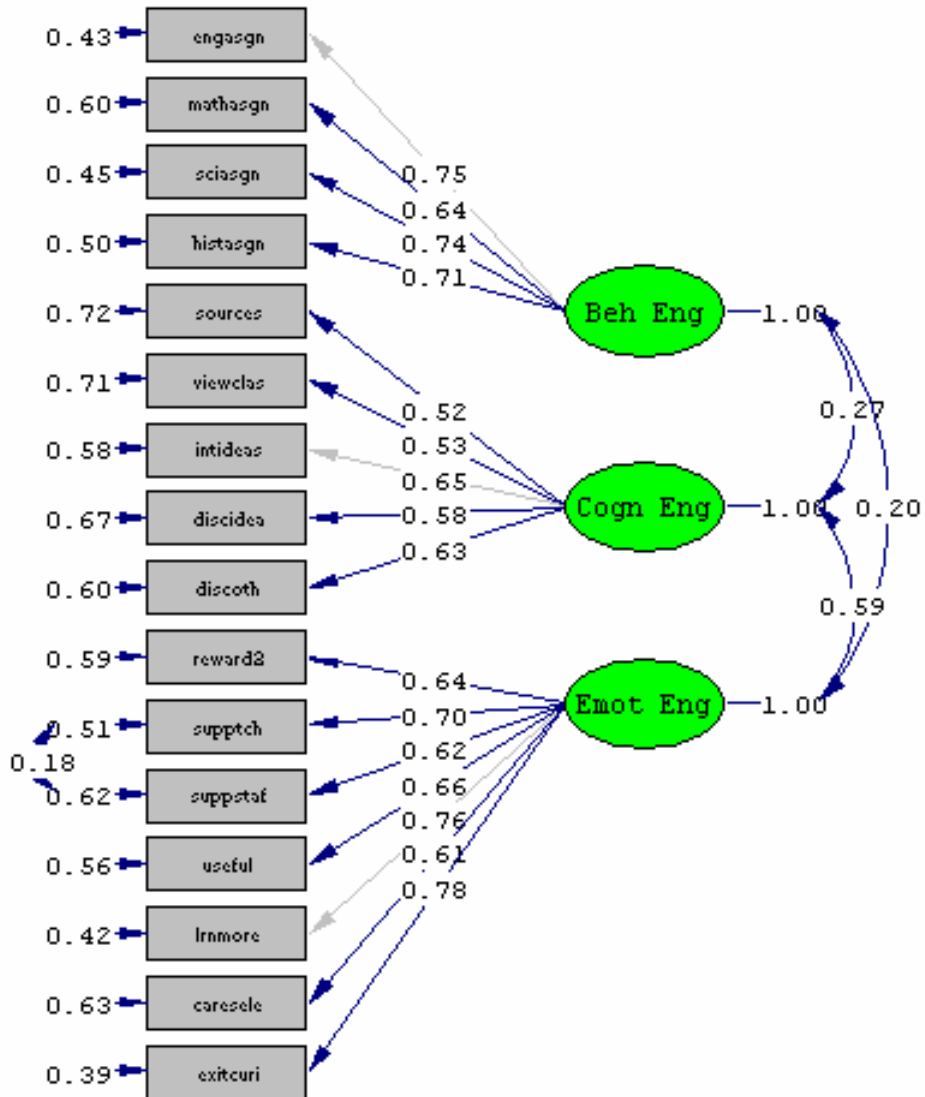 0.43 engasgn
0.60 mathasgn
0.45 sciasgn
0.75
0.64
0.50 histasgn
0.74
0.71
0.72 sources
Beh Eng 1.00
0.71 viewclas
0.52
0.27
0.53
0.58 intideas
0.65
0.67 discidea
0.58
Cogn Eng 1.00
0.20
0.63
0.60 discoth
0.59
0.59 reward2
0.64
0.51 supptch
0.70
Emot Eng 1.00
0.62
0.18
0.62 suppstaf
0.66
0.76
0.56 useful
0.61
0.78
0.42 lrnmore
0.63 caresele
0.39 exitcuri